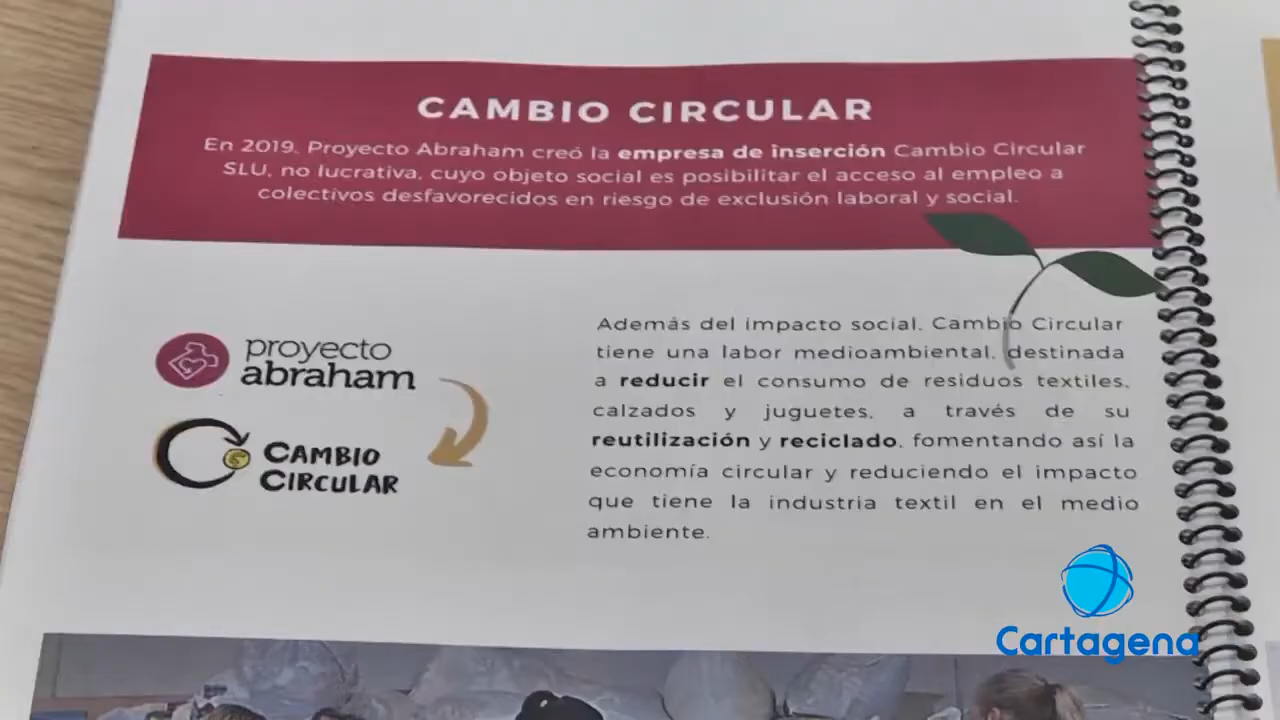 CAMBIO CIRCULAR
En 2019, Proyecto Abraham creó la empresa de inserción Cambio Circular
SLU, no lucrativa, cuyo objeto social es posibilitar el acceso al empleo a
colectivos desfavorecidos en riesgo de exclusión laboral y social.
proyecto
abraham
CAMBIO
CIRCULAR
Además del impacto social, Cambio Circular
tiene una labor medioambiental, destinada
a reducir el consumo de residuos textiles,
calzados y juguetes, a través de su
reutilización y reciclado, fomentando así la
economía circular y reduciendo el impacto
que tiene la industria textil en el medio
ambiente.
Cartagena